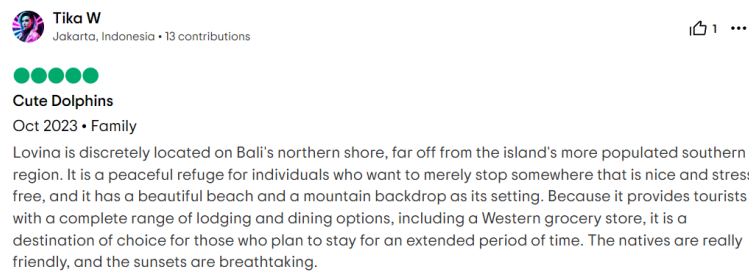 Tika W
Jakarta, Indonesia • 13 contributions
1
Cute Dolphins
Oct 2023 • Family
Lovina is discretely located on Bali's northern shore, far off from the island's more populated southern
region. It is a peaceful refuge for individuals who want to merely stop somewhere that is nice and stress
free, and it has a beautiful beach and a mountain backdrop as its setting. Because it provides tourists
with a complete range of lodging and dining options, including a Western grocery store, it is a
destination of choice for those who plan to stay for an extended period of time. The natives are really
friendly, and the sunsets are breathtaking.